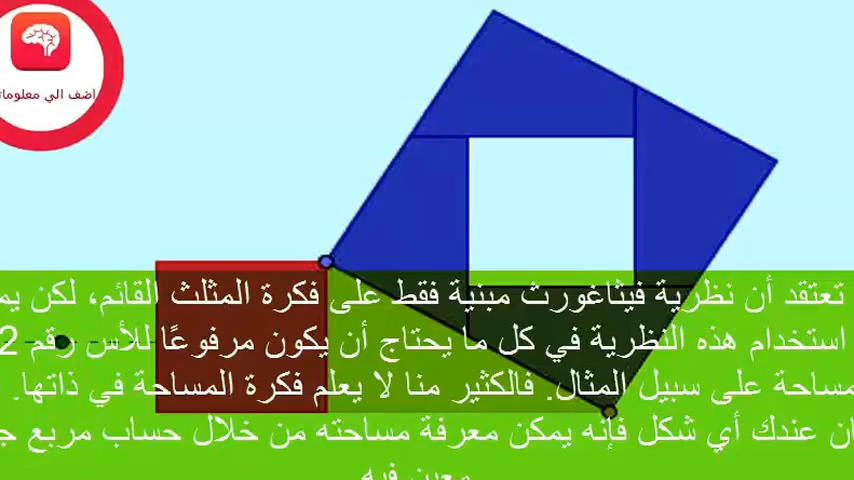 اضف الي معلومات
تعتقد أن نظرية فيثاغورث مبنية فقط على فكرة المثلث القائم، لكن يم
استخدام هذه النظرية في كل ما يحتاج أن يكون مرفوعًا للأس رقم 2
مساحة على سبيل المثال. فالكثير منا لا يعلم فكرة المساحة في ذاتها.
ان عندك أي شكل فإنه يمكن معرفة مساحته من خلال حساب مربع ج
معين فيه